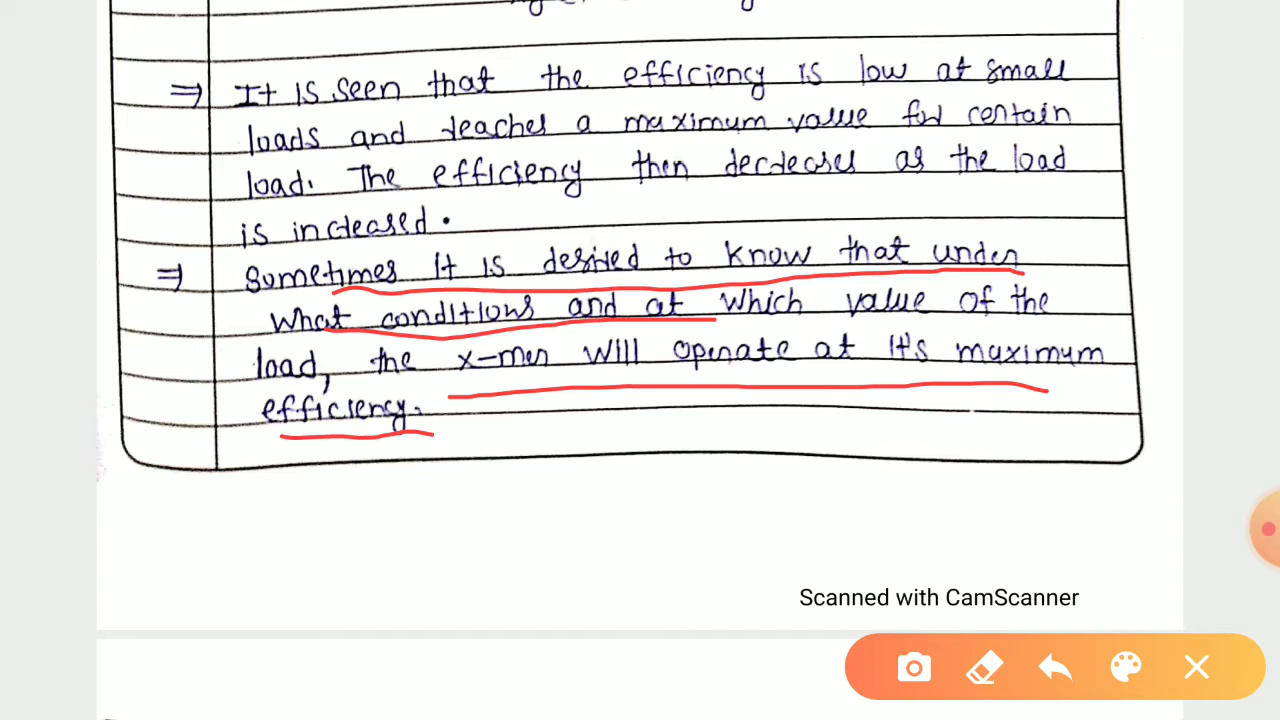 ⇒ It is seen that the efficiency is low at small
loads and reaches a maximum value for certain
load. The efficiency then decreases as the load
is increased.
⇒ Sometimes it is desired to know that under
What conditions and at which value of the
load, the x-mer will operate at it's maximum
efficiency.
Scanned with CamScanner